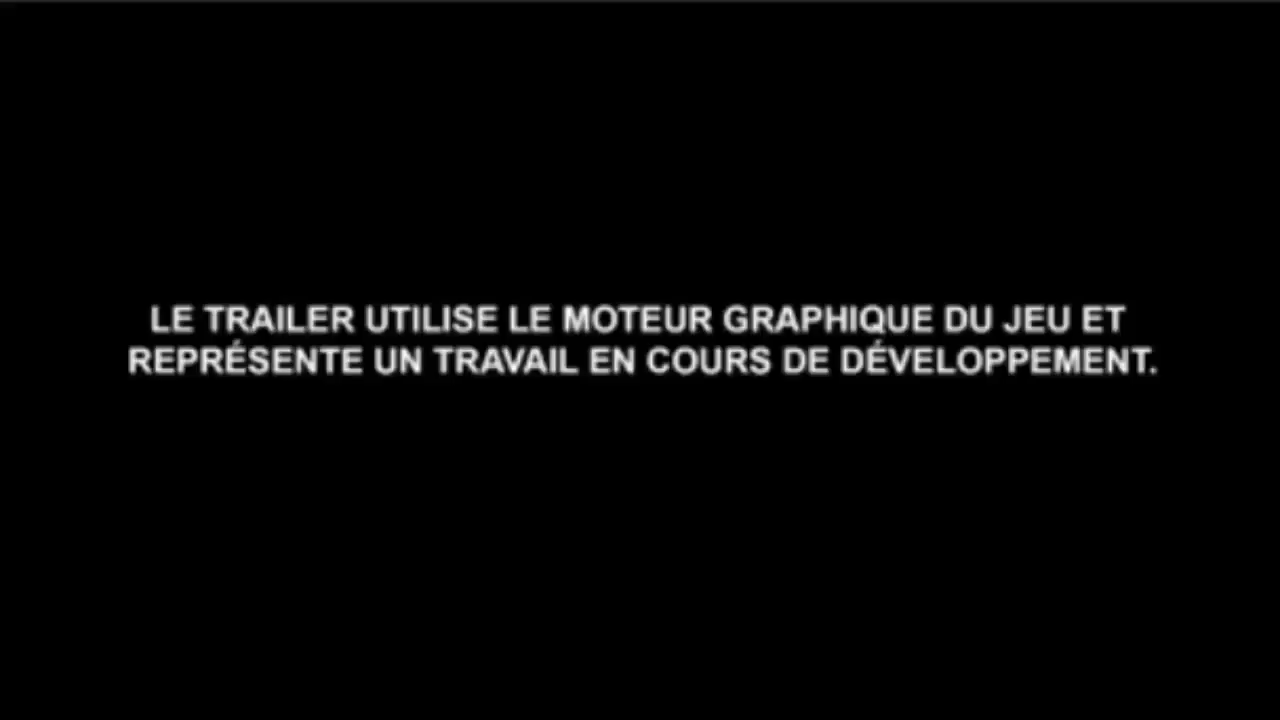 LE TRAILER UTILISE LE MOTEUR GRAPHIQUE DU JEU ET
REPRÉSENTE UN TRAVAIL EN COURS DE DÉVELOPPEMENT.